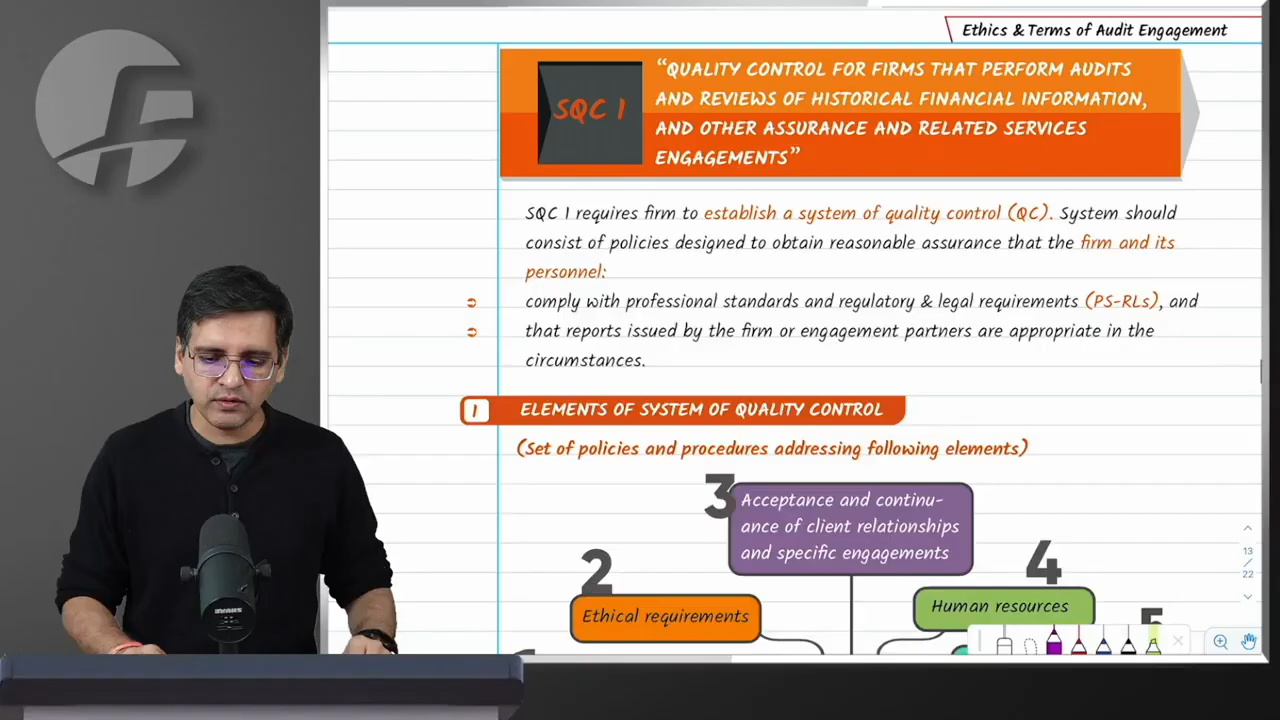 Ethics & Terms of Audit Engagement
SQC 1
"QUALITY CONTROL FOR FIRMS THAT PERFORM AUDITS
AND REVIEWS OF HISTORICAL FINANCIAL INFORMATION,
AND OTHER ASSURANCE AND RELATED SERVICES
ENGAGEMENTS"
SQC 1 requires firm to establish a system of quality control (QC). System should
consist of policies designed to obtain reasonable assurance that the firm and its
personnel:
comply with professional standards and regulatory & legal requirements (PS-RLs), and
that reports issued by the firm or engagement partners are appropriate in the
circumstances.
1 ELEMENTS OF SYSTEM OF QUALITY CONTROL
(Set of policies and procedures addressing following elements)
3
Acceptance and continu-
ance of client relationships
and specific engagements
2
Ethical requirements
4
Human resources
5
13
/
22